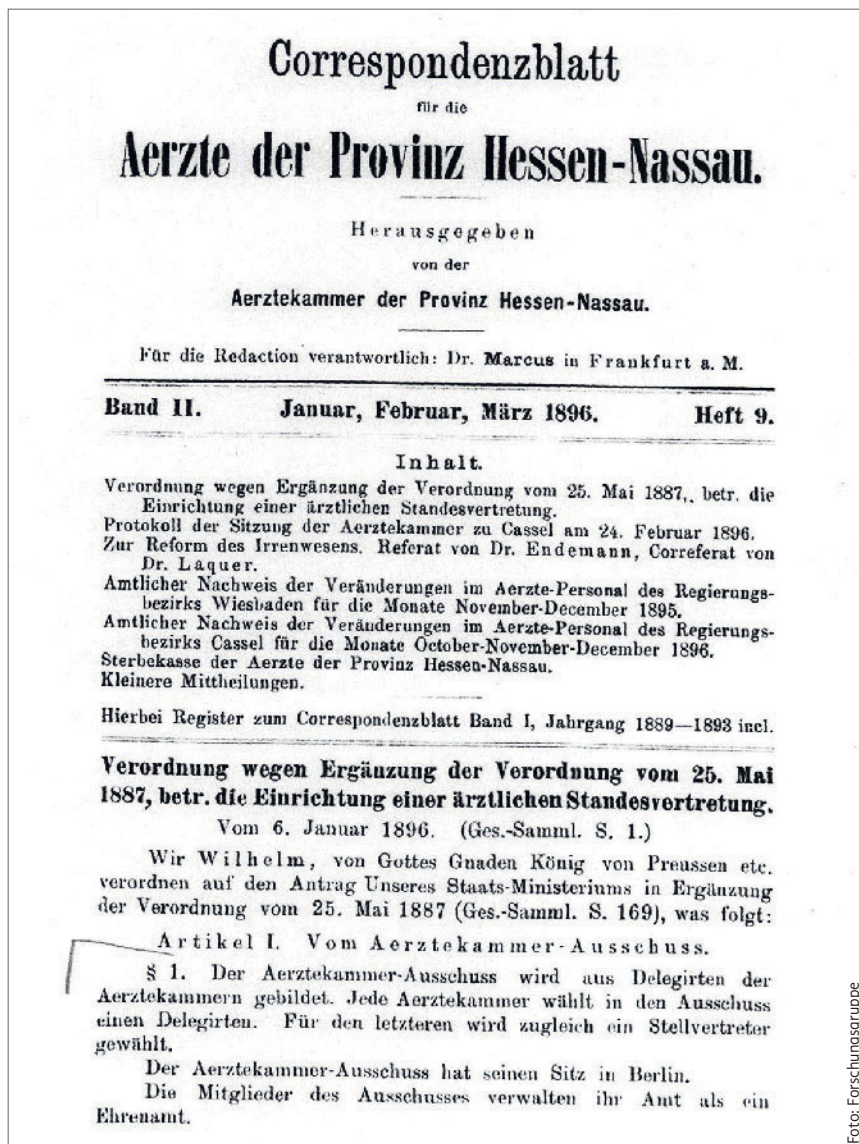 Correspondenzblatt
für die
Aerzte der Provinz Hessen-Nassau.
Herausgegeben
von der
Aerztekammer der Provinz Hessen-Nassau.
Für die Redaction verantwortlich: Dr. Marcus in Frankfurt a. M.
Band II. Januar, Februar, März 1896. Heft 9.
Inhalt.
Verordnung wegen Ergänzung der Verordnung vom 25. Mai 1887,. betr. die
Einrichtung einer ärztlichen Standesvertretung.
Protokoll der Sitzung der Aerztekammer zu Cassel am 24. Februar 1896.
Zur Reform des Irrenwesens. Referat von Dr. Endemann, Correferat von
Dr. Laquer.
Amtlicher Nachweis der Veränderungen im Aerzte-Personal des Regierungs-
bezirks Wiesbaden für die Monate November-December 1895.
Amtlicher Nachweis der Veränderungen im Aerzte-Personal des Regierungs-
bezirks Cassel für die Monate October-November-December 1896.
Sterbekasse der Aerzte der Provinz Hessen-Nassau.
Kleinere Mittheilungen.
Hierbei Register zum Correspondenzblatt Band I, Jahrgang 1889—1893 incl.
Verordnung wegen Ergänzung der Verordnung vom 25. Mai
1887, betr. die Einrichtung einer ärztlichen Standesvertretung.
Vom 6. Januar 1896. (Ges.-Samml. S. 1.)
Wir Wilhelm, von Gottes Gnaden König von Preussen etc.
verordnen auf den Antrag Unseres Staats-Ministeriums in Ergänzung
der Verordnung vom 25. Mai 1887 (Ges.-Samml. S. 169), was folgt:
Artikel I. Vom Aerztekammer-Ausschuss.
§ 1. Der Aerztekammer-Ausschuss wird aus Delegirten der
Aerztekammern gebildet. Jede Aerztekammer wählt in den Ausschuss
einen Delegirten. Für den letzteren wird zugleich ein Stellvertreter
gewählt.
Der Aerztekammer-Ausschuss hat seinen Sitz in Berlin.
Die Mitglieder des Ausschusses verwalten ihr Amt als ein
Ehrenamt.
Foto: Forschungsgruppe